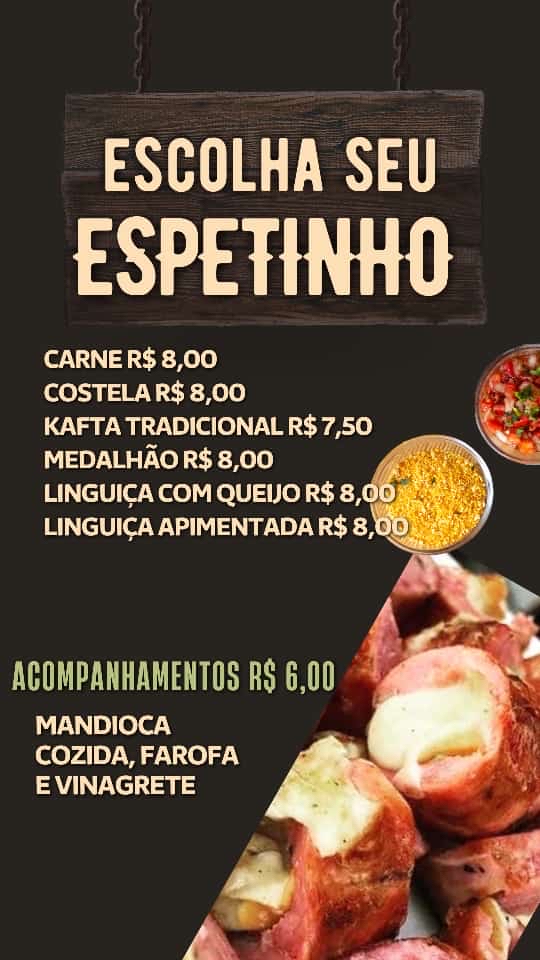 ESCOLHA SEU
ESPETINHO
CARNE R$ 8,00
COSTELA R$ 8,00
KAFTA TRADICIONAL R$ 7,50
MEDALHÃO R$ 8,00
LINGUIÇA COM QUEIJO R$ 8,00
LINGUIÇA APIMENTADA R$ 8,00
ACOMPANHAMENTOS R$ 6,00
MANDIOCA
COZIDA, FAROFA
E VINAGRETE